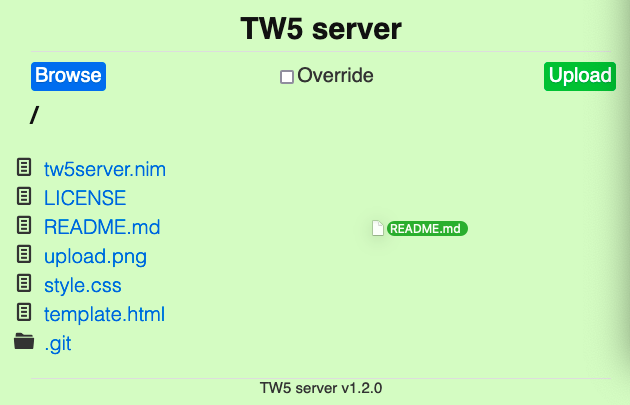 TW5 server
Browse Override Upload
/
tw5server.nim
LICENSE
README.md README.md
upload.png
style.css
template.html
.git
TW5 server v1.2.0